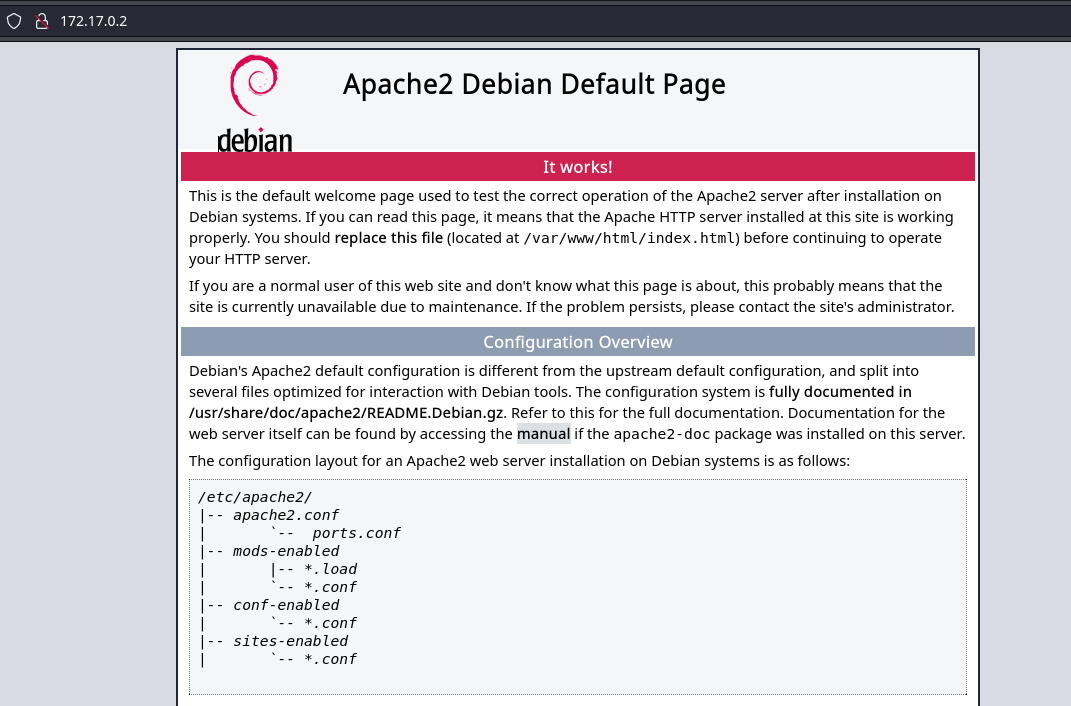 172.17.0.2
debian
Apache2 Debian Default Page
It works!
This is the default welcome page used to test the correct operation of the Apache2 server after installation on
Debian systems. If you can read this page, it means that the Apache HTTP server installed at this site is working
properly. You should replace this file (located at /var/www/html/index.html) before continuing to operate
your HTTP server.
If you are a normal user of this web site and don't know what this page is about, this probably means that the
site is currently unavailable due to maintenance. If the problem persists, please contact the site's administrator.
Configuration Overview
Debian's Apache2 default configuration is different from the upstream default configuration, and split into
several files optimized for interaction with Debian tools. The configuration system is fully documented in
/usr/share/doc/apache2/README.Debian.gz. Refer to this for the full documentation. Documentation for the
web server itself can be found by accessing the manual if the apache2-doc package was installed on this server.
The configuration layout for an Apache2 web server installation on Debian systems is as follows:
/etc/apache2/
|-- apache2.conf
|       `--  ports.conf
|-- mods-enabled
|       |-- *.load
|       `-- *.conf
|-- conf-enabled
|       `-- *.conf
|-- sites-enabled
|       `-- *.conf